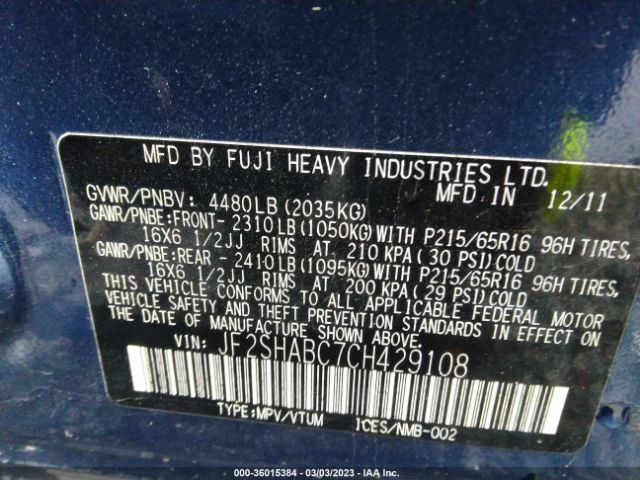 MFD BY FUJI HEAVY INDUSTRIES LTD.
MFD IN 12/11
GVWR/PNBV: 4480LB(2035KG)
GAWR/PNBE:FRONT- 2310LB(1050KG)WITH P215/65R16 96H TIRES,
16X6 1/2JJ RIMS AT 210 KPA(30 PSI)COLD
GAWR/PNBE:REAR - 2410LB(1095KG)WITH P215/65R16 96H TIRES,
16X6 1/2JJ RIMS AT 200 KPA(29 PSI)COLD
THIS VEHICLE CONFORMS TO ALL APPLICABLE FEDERAL MOTOR
VEHICLE SAFETY AND THEFT PREVENTION STANDARDS IN EFFECT ON
THE DATE OF MANUFACTURE SHOWN ABOVE.
VIN: JF2SHABC7CH429108
TYPE:MPV/VTUM ICES/NMB-002
000-36015384 — 03/03/2023 — IAA Inc.